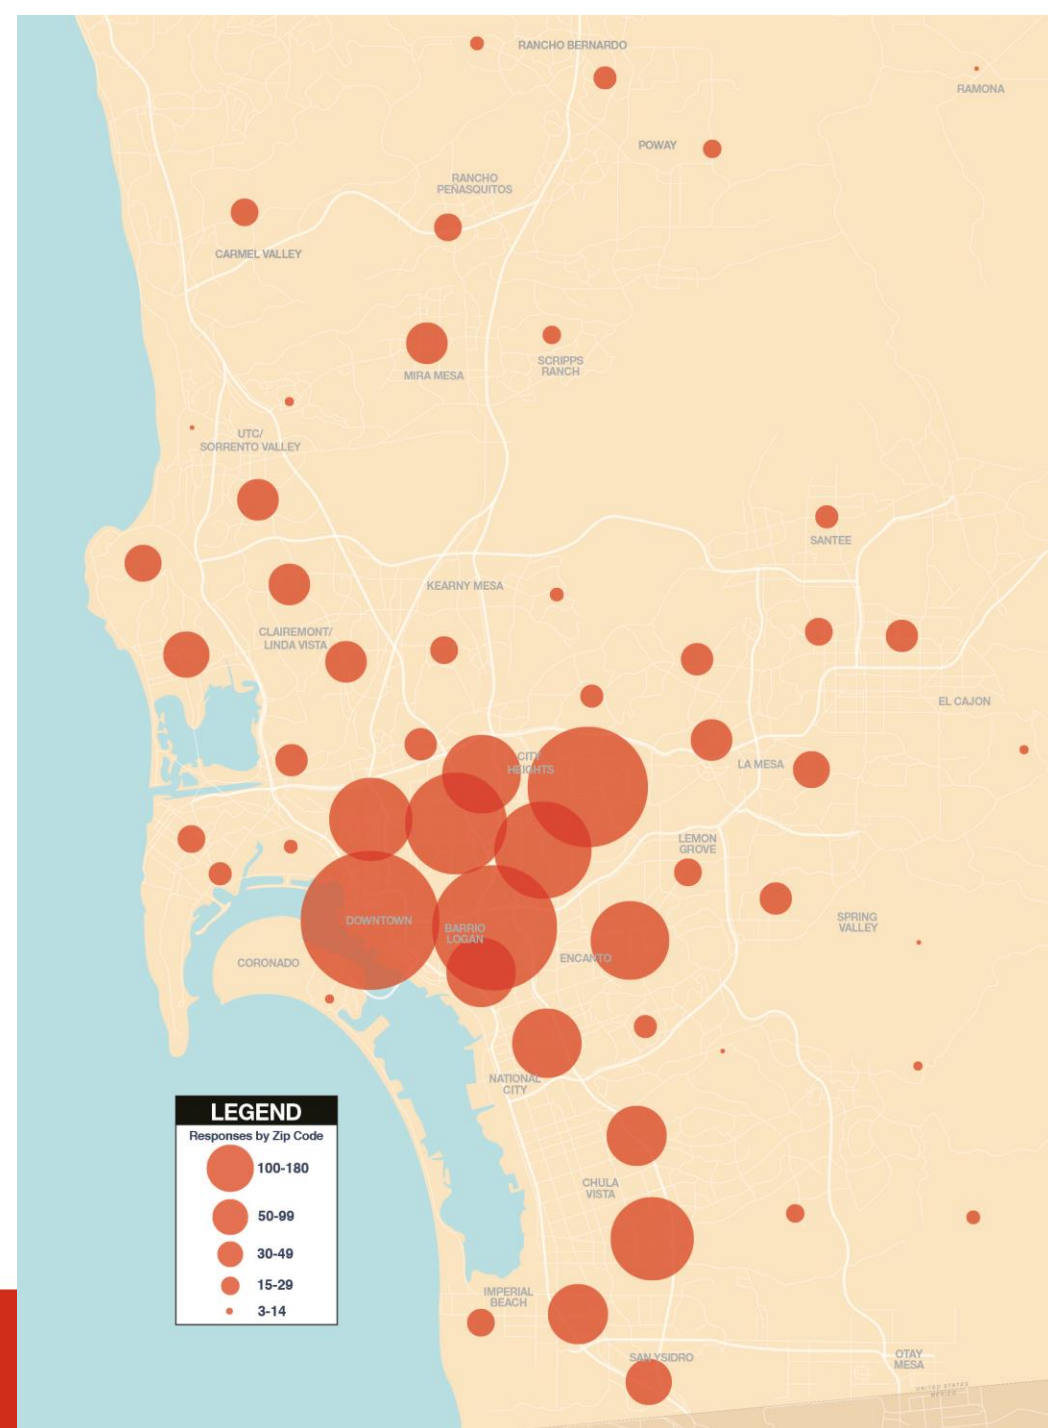 RANCHO BERNARDO
RAMONA
POWAY
RANCHO
PEÑASQUITOS
CARMEL VALLEY
SCRIPPS
RANCH
MIRA MESA
UTC/
SORRENTO VALLEY
SANTEE
KEARNY MESA
CLAIREMONT/
LINDA VISTA
EL CAJON
CITY
HEIGHTS
LA MESA
LEMON
GROVE
SPRING
VALLEY
DOWNTOWN
BARRIO
LOGAN
ENCANTO
CORONADO
NATIONAL
CITY
LEGEND
Responses by Zip Code
100-180
50-99
30-49
15-29
3-14
CHULA
VISTA
IMPERIAL
BEACH
SAN YSIDRO
OTAY
MESA
UNITED STATES
MEXICO